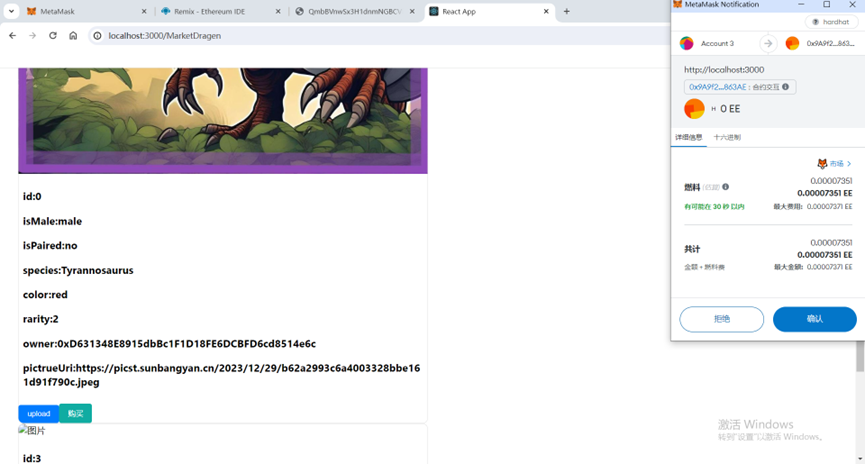 MetaMask
Remix - Ethereum IDE
React App
MetaMask Notification
localhost:3000/MarketDragen
hardhat
Account 3
0x9A9f2...863...
http://localhost:3000
0x9A9f2...863AE : 合约交互
H 0 EE
详细信息
十六进制
市场 >
燃料
0.00007351
0.00007351 EE
有可能在 30 秒以内
最大费用: 0.00007371 EE
共计
0.00007351
0.00007351 EE
金额 + 燃料费
最大金额: 0.00007371 EE
拒绝
确认
id:0
isMale:male
isPaired:no
species:Tyrannosaurus
color:red
rarity:2
owner:0xD631348E8915dbBc1F1D18FE6DCBFD6cd8514e6c
pictrueUri:https://picst.sunbangyan.cn/2023/12/29/b62a2993c6a4003328bbe16
1d91f790c.jpeg
upload
购买
图片
id:3
激活 Windows
转到"设置"以激活 Windows。